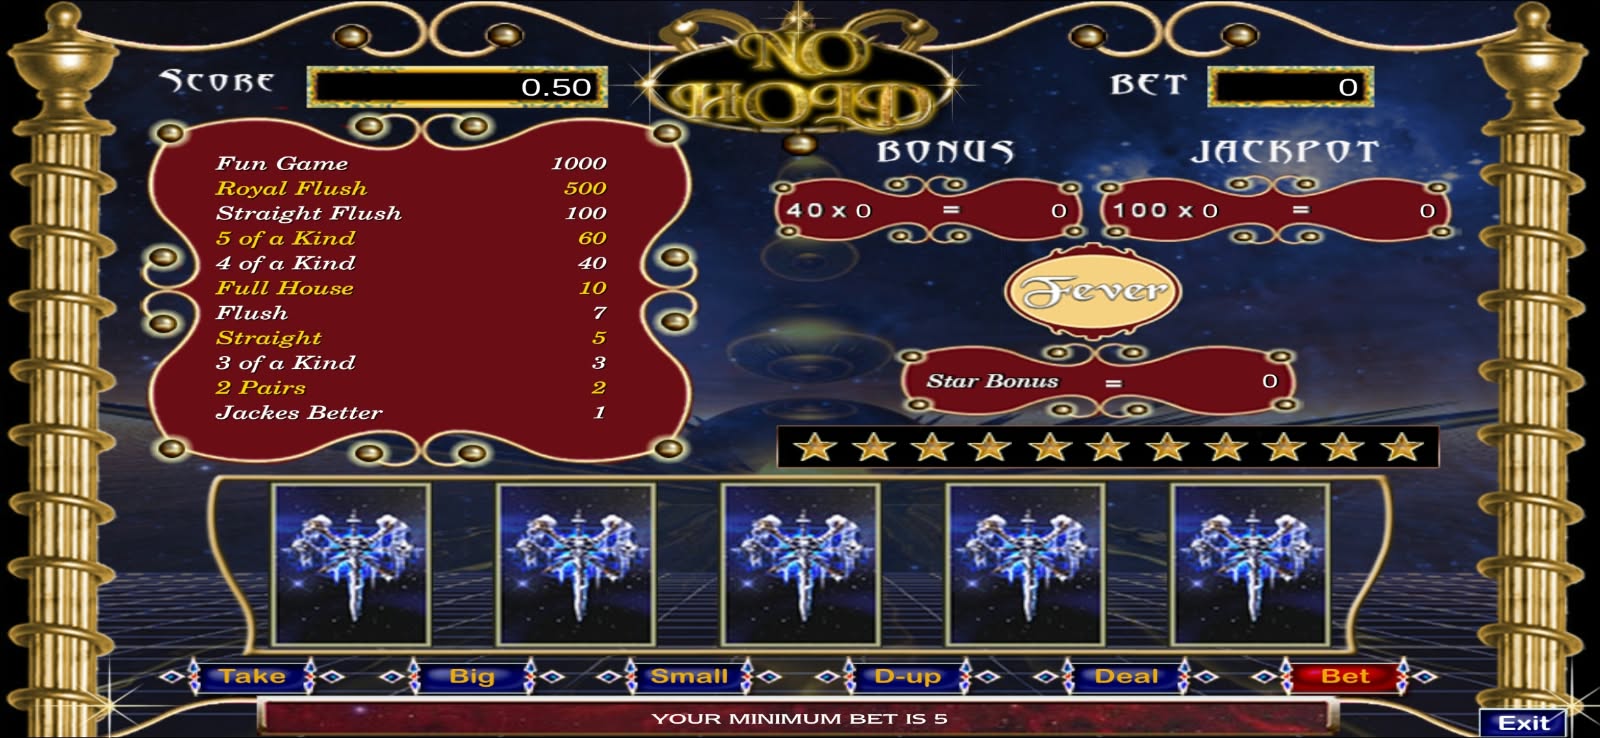 NO
HOLD
SCORE 0.50
BET 0
Fun Game 1000
Royal Flush 500
Straight Flush 100
5 of a Kind 60
4 of a Kind 40
Full House 10
Flush 7
Straight 5
3 of a Kind 3
2 Pairs 2
Jackes Better 1
BONUS
40 x 0 = 0
JACKPOT
100 x 0 = 0
Fever
Star Bonus = 0
Take Big Small D-up Deal Bet
YOUR MINIMUM BET IS 5
Exit